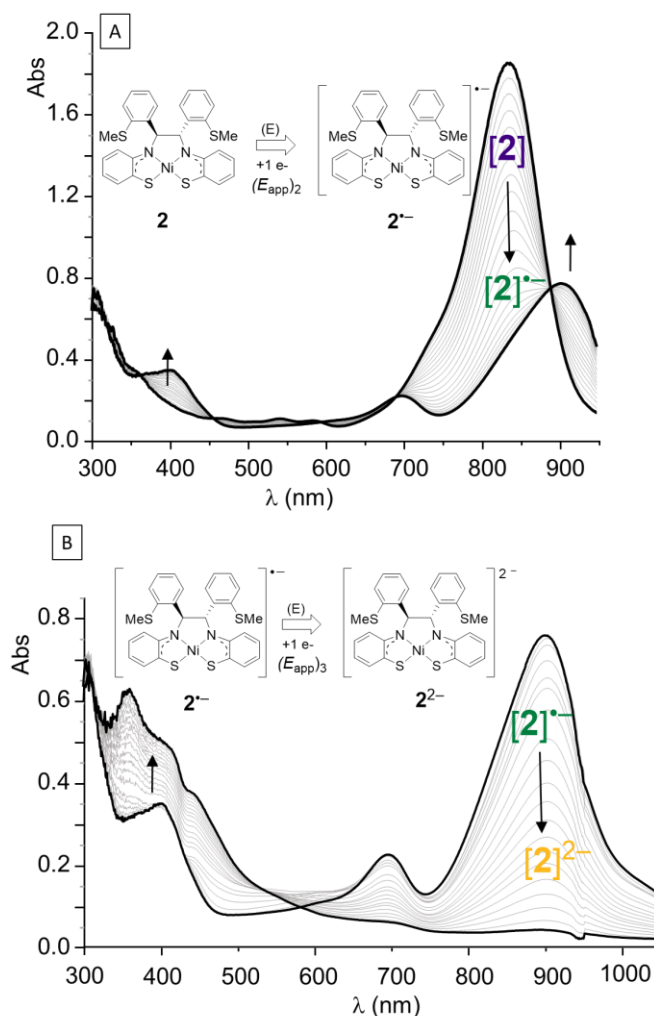 A
Abs
2.0
1.6
1.2
0.8
0.4
0.0
MeS
SMe
N
N
Ni
S
S
2
(E)
+1 e-
(Eapp)2
•–
MeS
SMe
N
N
Ni
S
S
2•–
[2]
[2]•–
300 400 500 600 700 800 900
λ (nm)
B
Abs
0.8
0.6
0.4
0.2
0.0
•–
MeS
SMe
N
N
Ni
S
S
2•–
(E)
+1 e-
(Eapp)3
2 –
MeS
SMe
N
N
Ni
S
S
22–
[2]•–
[2]2–
300 400 500 600 700 800 900 1000
λ (nm)